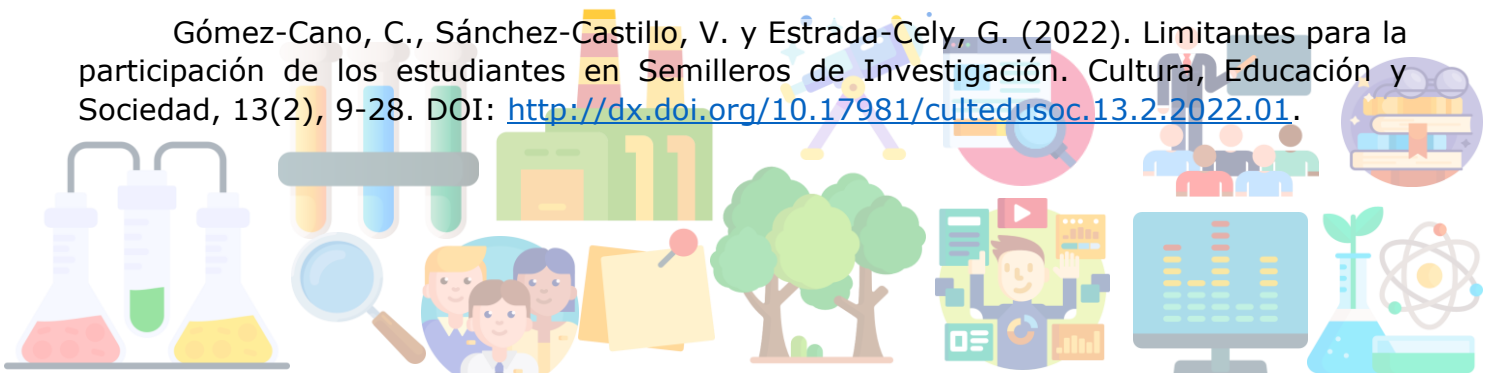 Gómez-Cano, C., Sánchez-Castillo, V. y Estrada-Cely, G. (2022). Limitantes para la
participación de los estudiantes en Semilleros de Investigación. Cultura, Educación y
Sociedad, 13(2), 9-28. DOI: http://dx.doi.org/10.17981/cultedusoc.13.2.2022.01.